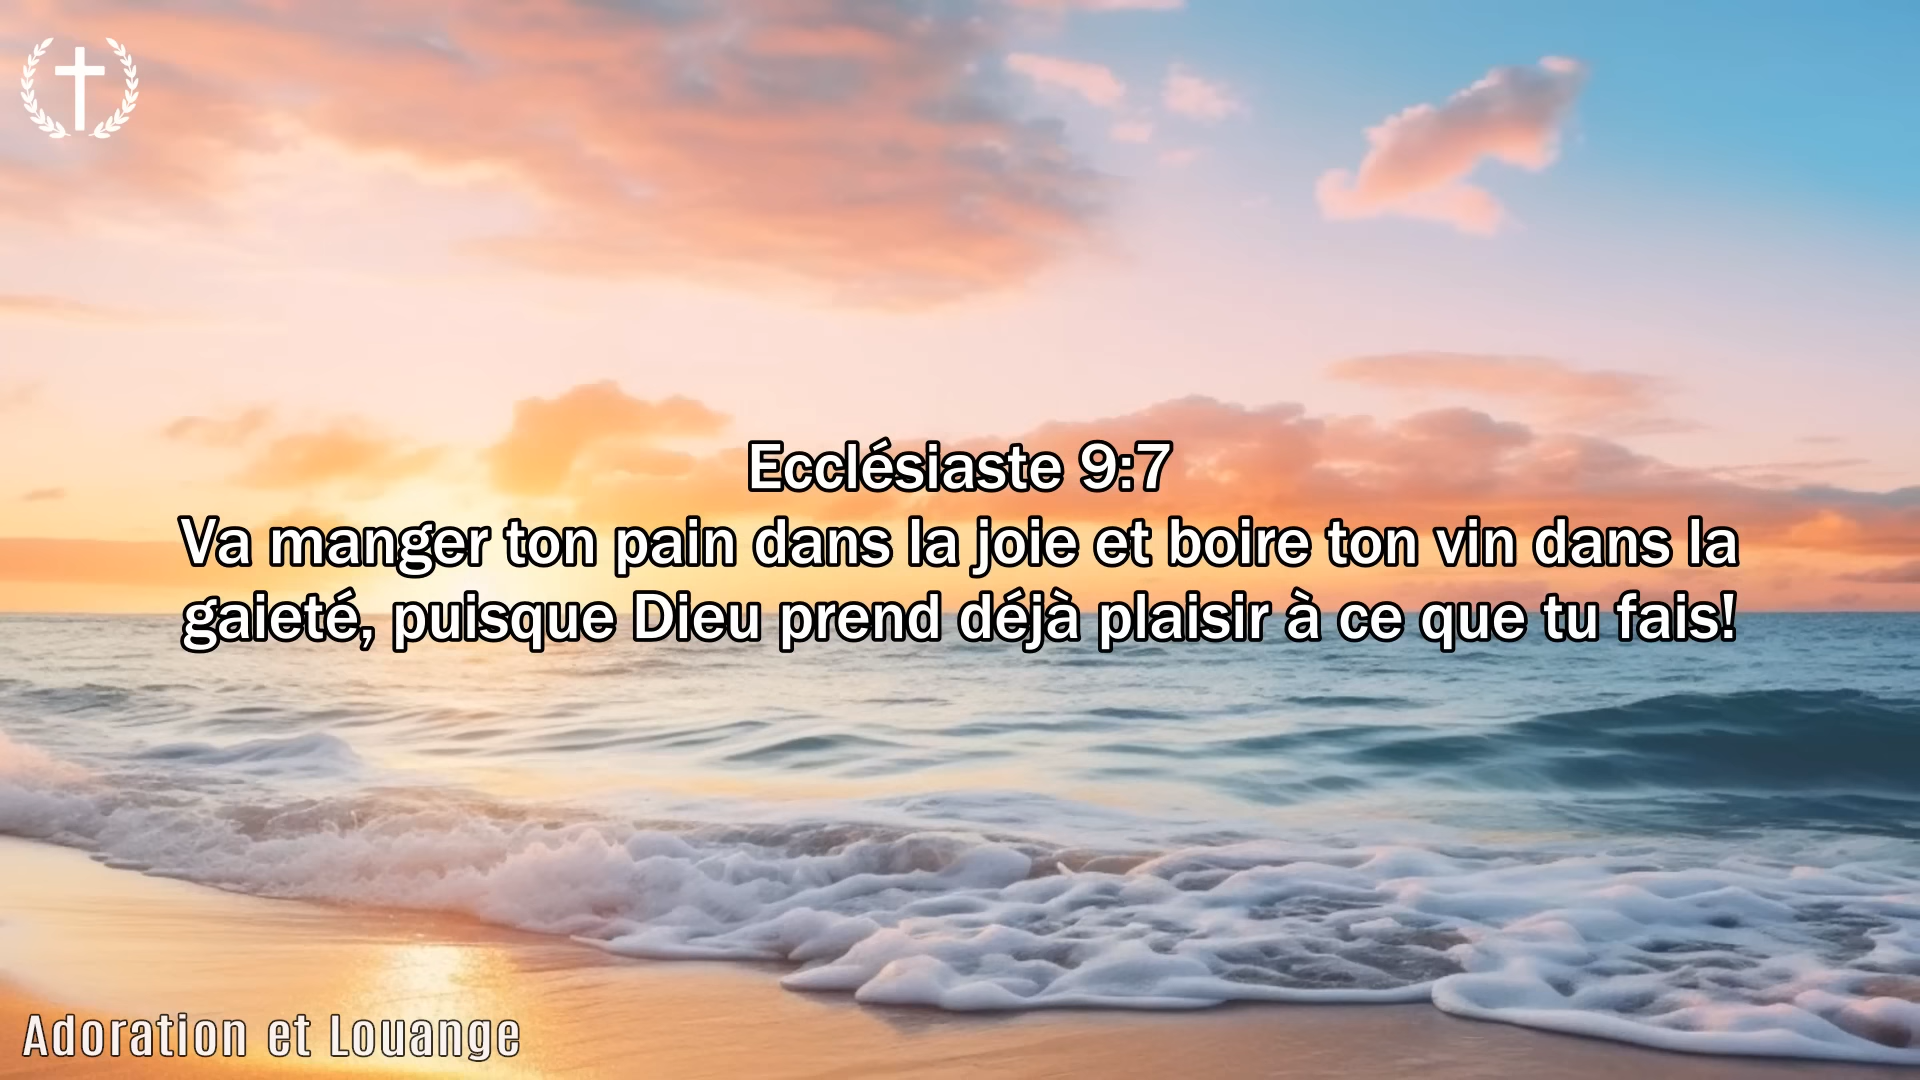 Ecclésiaste 9:7
Va manger ton pain dans la joie et boire ton vin dans la
gaieté, puisque Dieu prend déjà plaisir à ce que tu fais!
Adoration et Louange